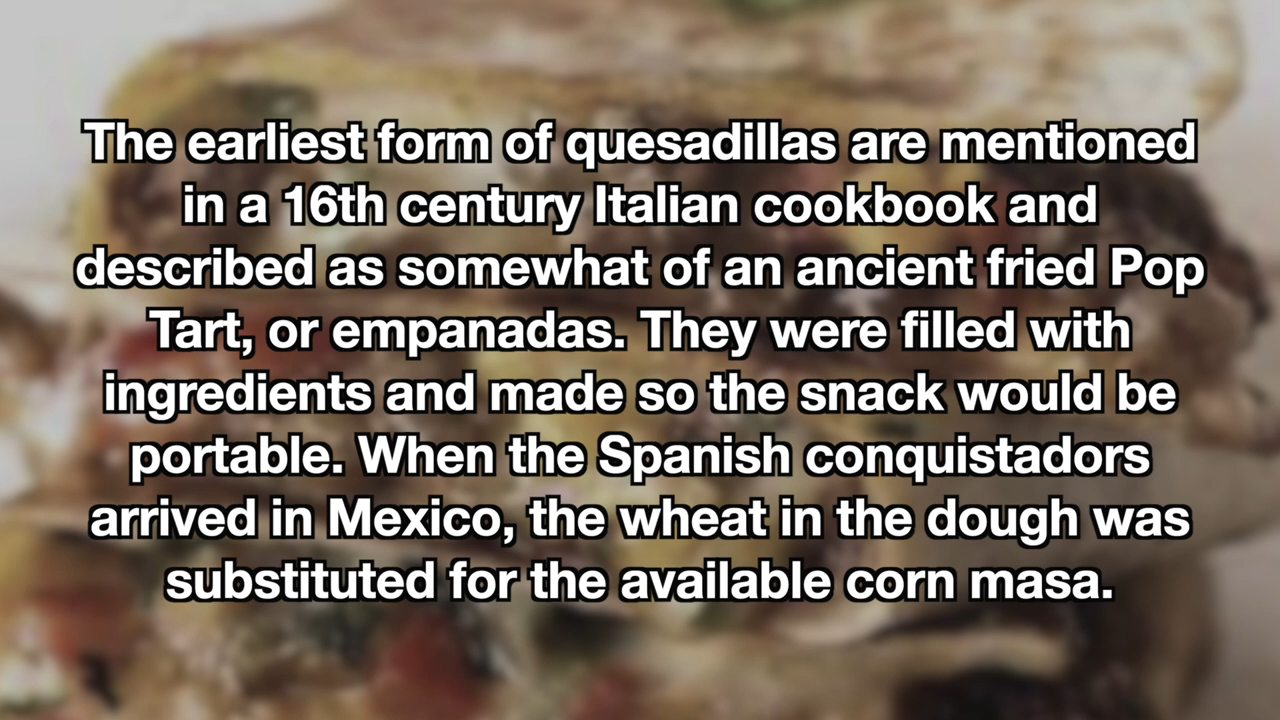 The earliest form of quesadillas are mentioned
in a 16th century Italian cookbook and
described as somewhat of an ancient fried Pop
Tart, or empanadas. They were filled with
ingredients and made so the snack would be
portable. When the Spanish conquistadors
arrived in Mexico, the wheat in the dough was
substituted for the available corn masa.